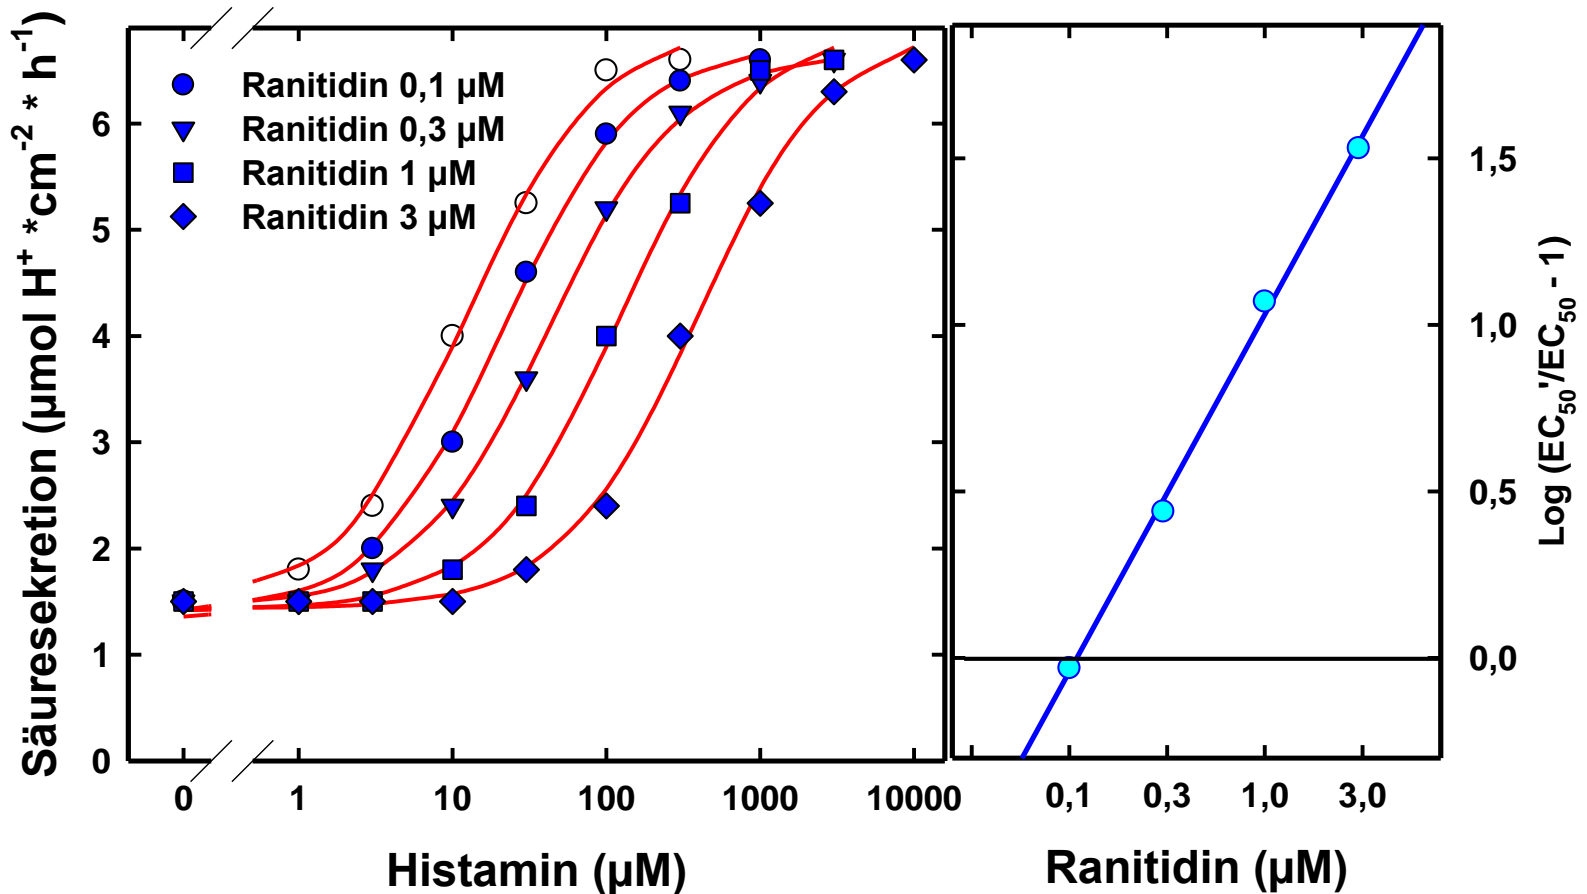 Säuresekretion (µmol H⁺ *cm⁻² * h⁻¹)
Ranitidin 0,1 µM
Ranitidin 0,3 µM
Ranitidin 1 µM
Ranitidin 3 µM
6
5
4
3
2
1
0
0 1 10 100 1000 10000
Histamin (µM)
1,5
1,0
0,5
0,0
Log (EC₅₀'/EC₅₀ - 1)
0,1 0,3 1,0 3,0
Ranitidin (µM)